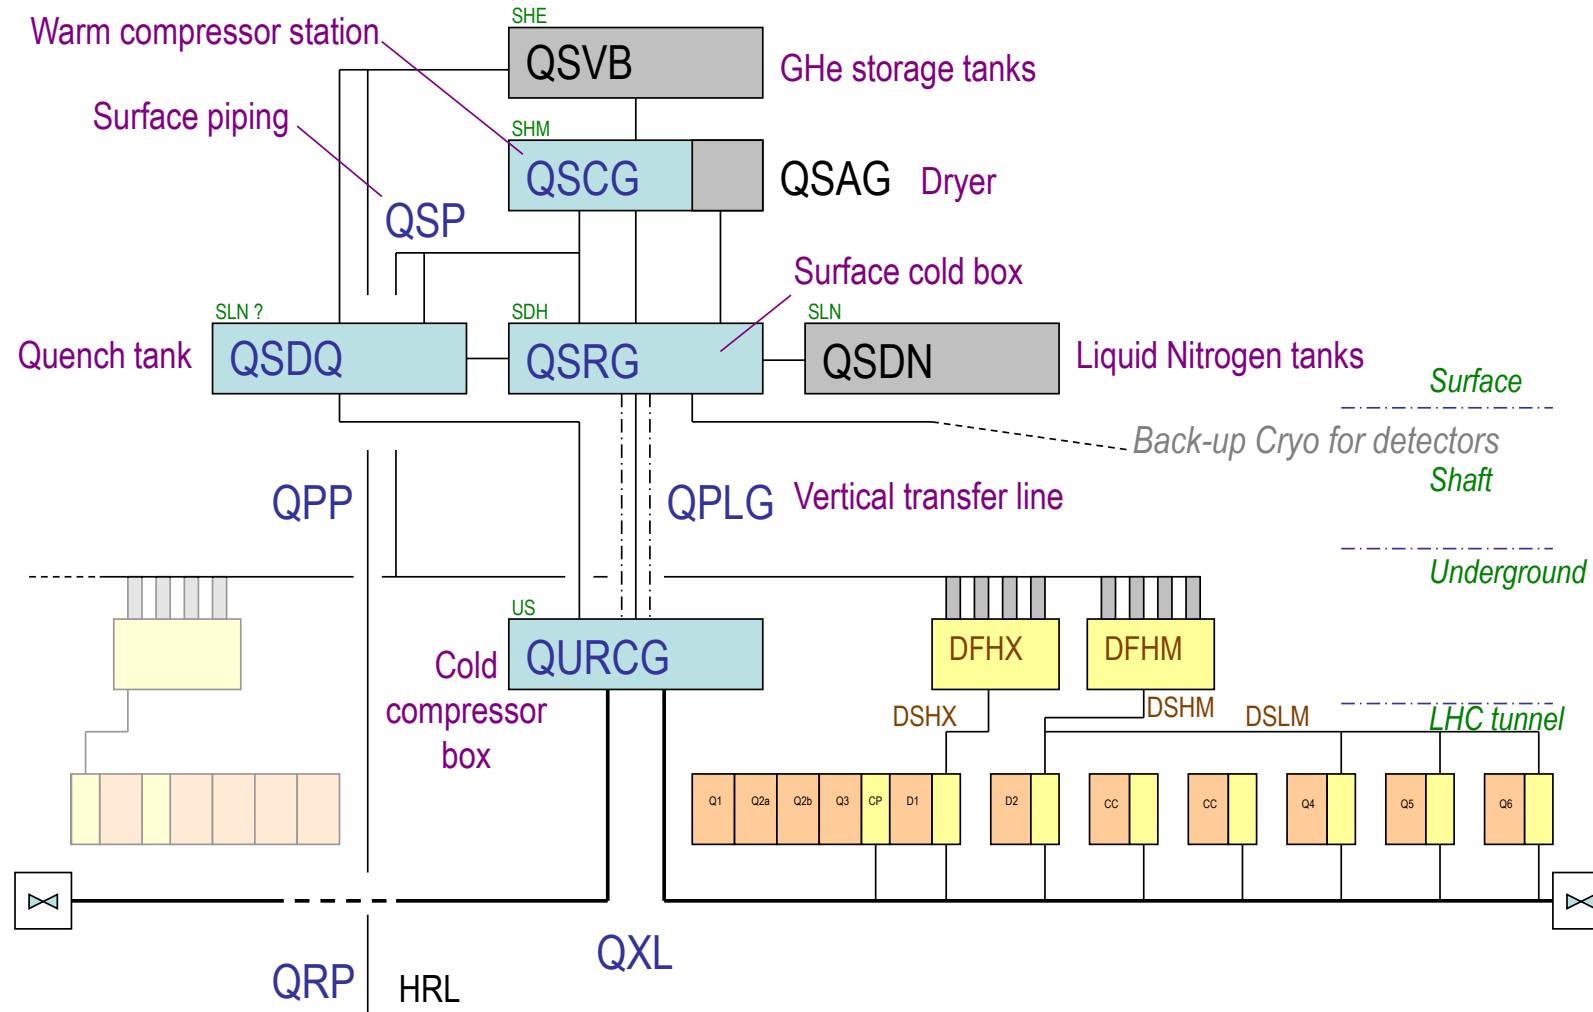 SHE
Warm compressor station
QSVB
GHe storage tanks
Surface piping
SHM
QSCG
QSAG
Dryer
QSP
Surface cold box
SLN ?
SDH
SLN
Quench tank
QSDQ
QSRG
QSDN
Liquid Nitrogen tanks
Surface
Back-up Cryo for detectors
Shaft
QPP
QPLG
Vertical transfer line
Underground
US
QURCG
Cold
compressor
box
DFHX
DFHM
DSHX
DSHM
DSLM
LHC tunnel
Q1
Q2a
Q2b
Q3
CP
D1
D2
CC
CC
Q4
Q5
Q6
QXL
QRP
HRL